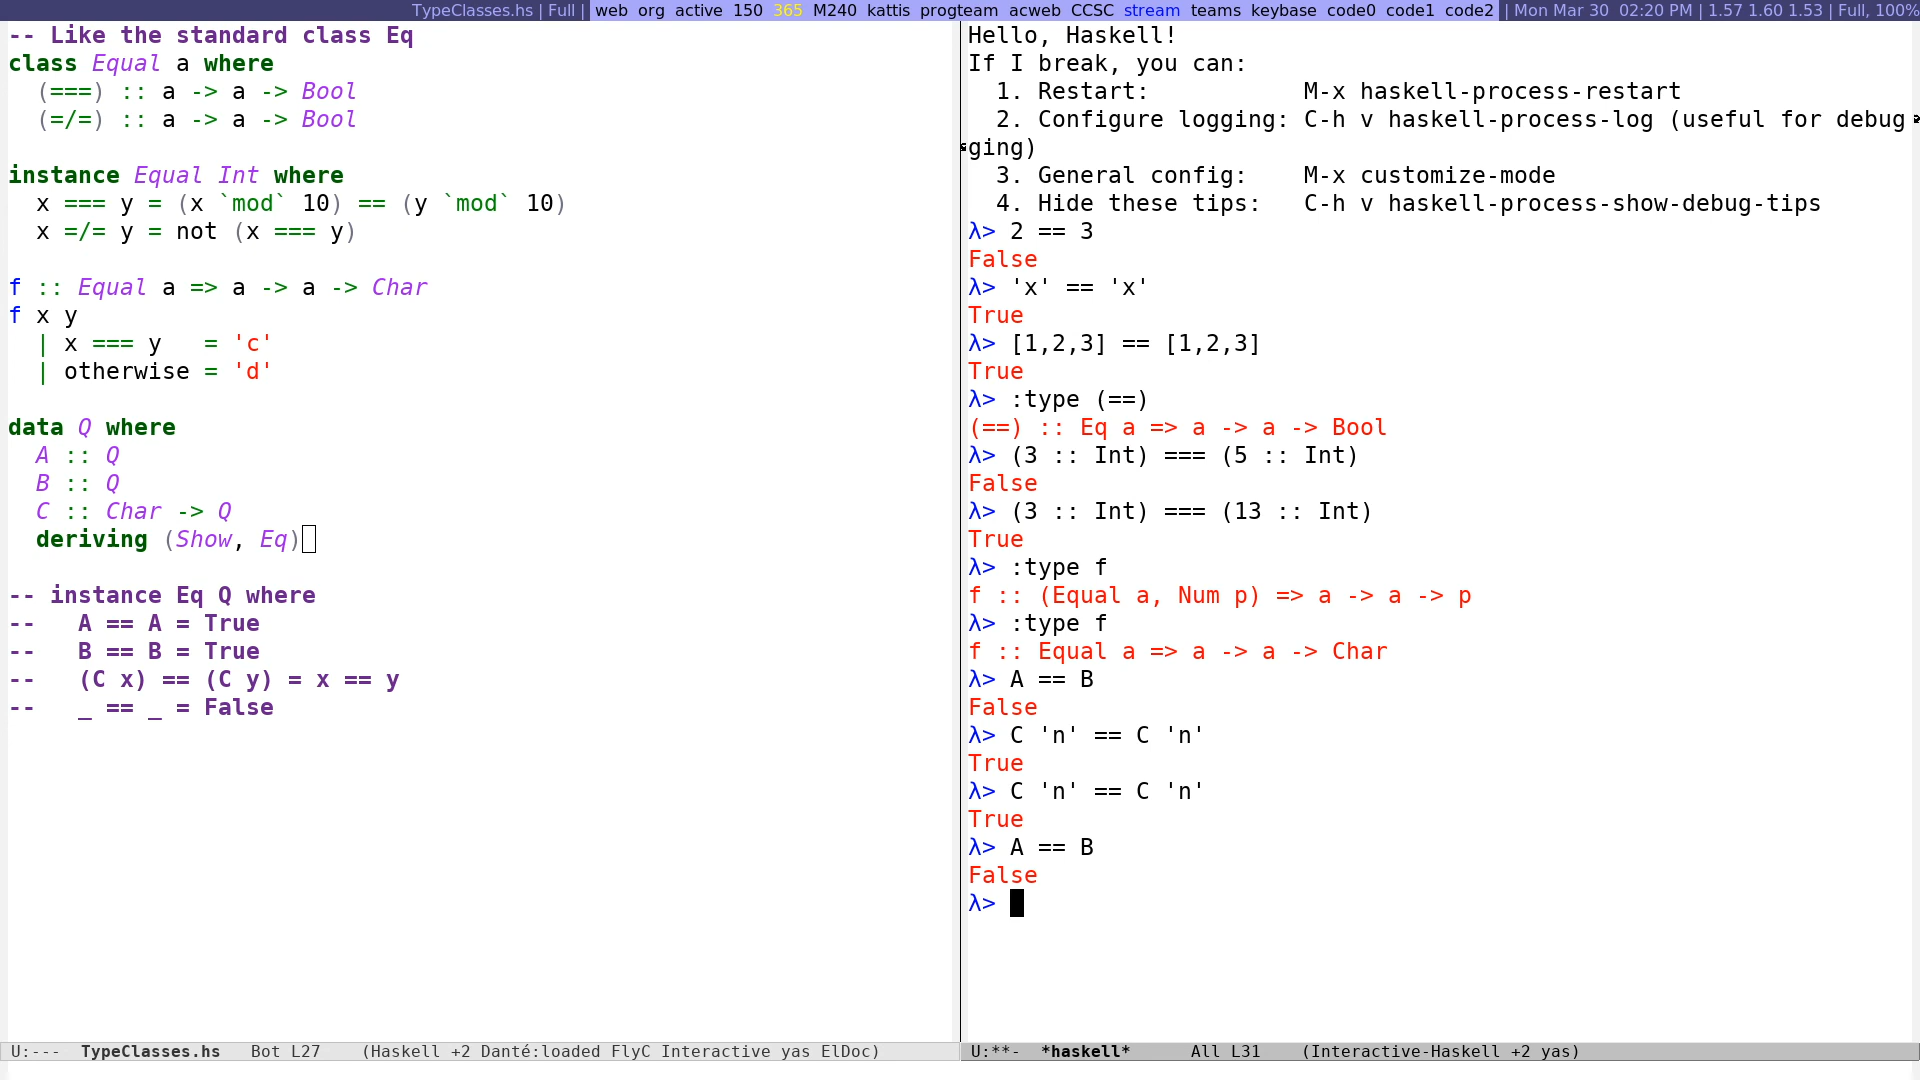 TypeClasses.hs | Full | web org active 150 365 M240 kattis progteam acweb CCSC stream teams keybase code0 code1 code2 | Mon Mar 30 02:20 PM | 1.57 1.60 1.53 | Full, 100%
-- Like the standard class Eq
class Equal a where
  (===) :: a -> a -> Bool
  (=/=) :: a -> a -> Bool
instance Equal Int where
  x === y = (x `mod` 10) == (y `mod` 10)
  x =/= y = not (x === y)
f :: Equal a => a -> a -> Char
f x y
  | x === y   = 'c'
  | otherwise = 'd'
data Q where
  A :: Q
  B :: Q
  C :: Char -> Q
  deriving (Show, Eq)
-- instance Eq Q where
--   A == A = True
--   B == B = True
--   (C x) == (C y) = x == y
--   _ == _ = False
U:---  TypeClasses.hs   Bot L27   (Haskell +2 Danté:loaded FlyC Interactive yas ElDoc)
Hello, Haskell!
If I break, you can:
  1. Restart:           M-x haskell-process-restart
  2. Configure logging: C-h v haskell-process-log (useful for debug
ging)
  3. General config:    M-x customize-mode
  4. Hide these tips:   C-h v haskell-process-show-debug-tips
λ> 2 == 3
False
λ> 'x' == 'x'
True
λ> [1,2,3] == [1,2,3]
True
λ> :type (==)
(==) :: Eq a => a -> a -> Bool
λ> (3 :: Int) === (5 :: Int)
False
λ> (3 :: Int) === (13 :: Int)
True
λ> :type f
f :: (Equal a, Num p) => a -> a -> p
λ> :type f
f :: Equal a => a -> a -> Char
λ> A == B
False
λ> C 'n' == C 'n'
True
λ> C 'n' == C 'n'
True
λ> A == B
False
λ>
U:**-  *haskell*      All L31   (Interactive-Haskell +2 yas)